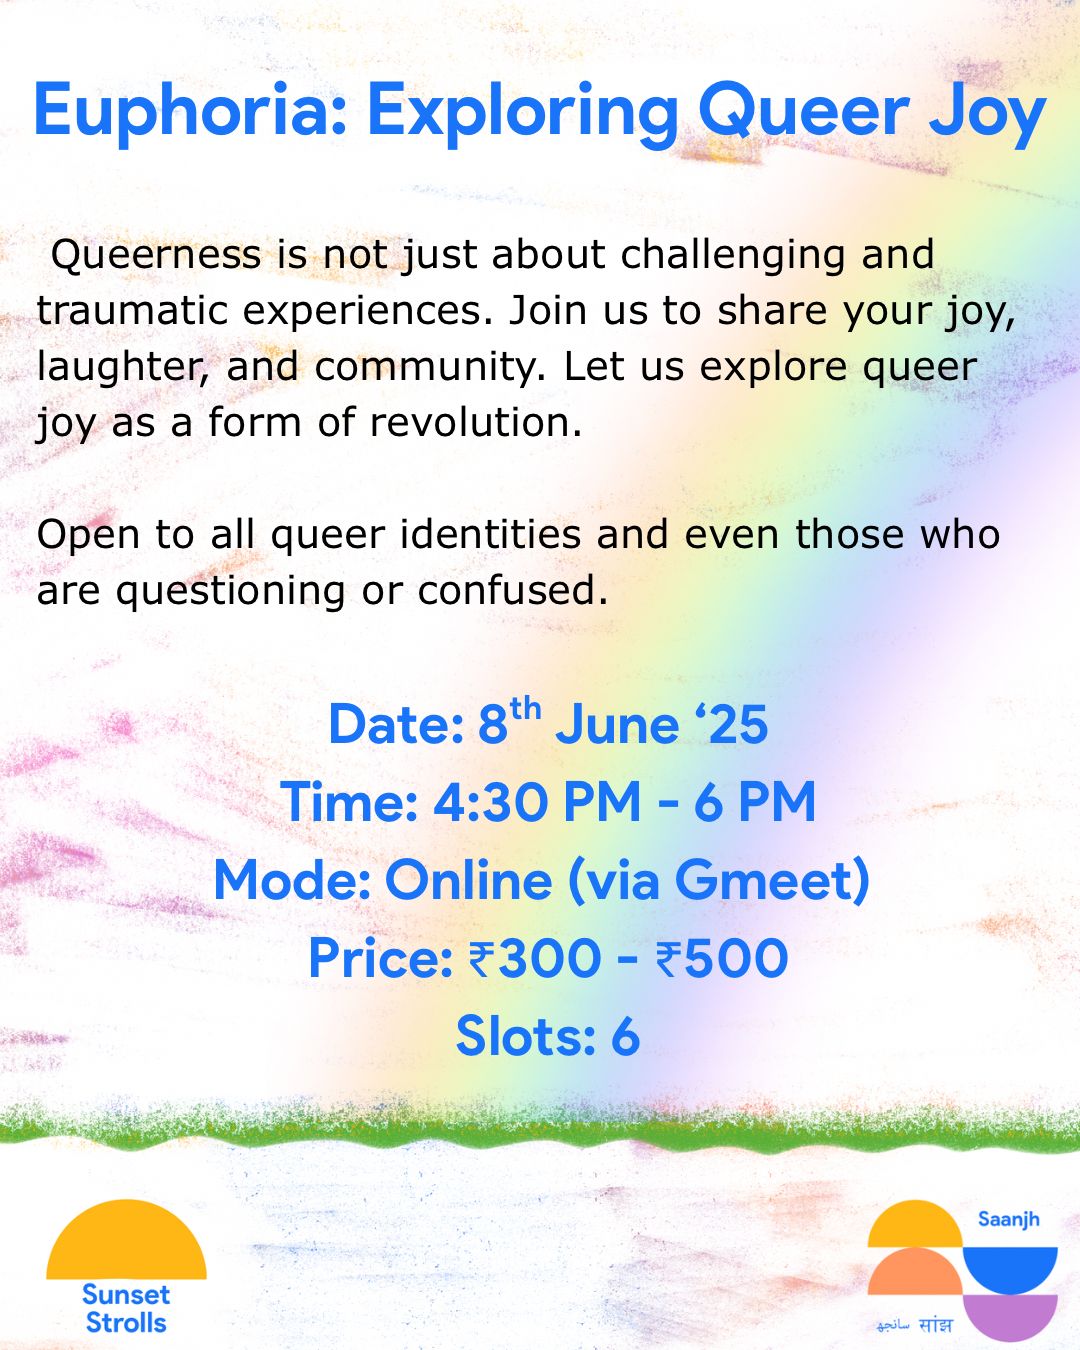 Euphoria: Exploring Queer Joy
Queerness is not just about challenging and
traumatic experiences. Join us to share your joy,
laughter, and community. Let us explore queer
joy as a form of revolution.
Open to all queer identities and even those who
are questioning or confused.
Date: 8th June ‘25
Time: 4:30 PM - 6 PM
Mode: Online (via Gmeet)
Price: ₹300 - ₹500
Slots: 6
Sunset
Strolls
Saanjh
سانجھ सांझ